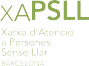 XAPSLL
Xarxa d'Atenció
a Persones
Sense Llar
BARCELONA